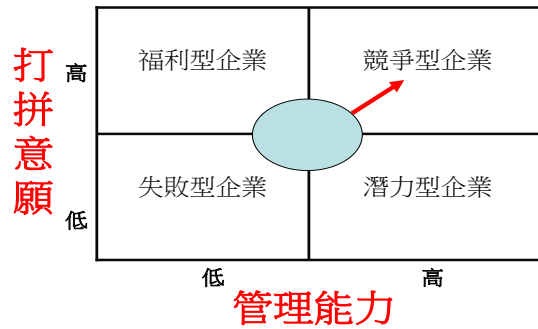 打拼意願
高
福利型企業
競爭型企業
低
失敗型企業
潛力型企業
低
高
管理能力